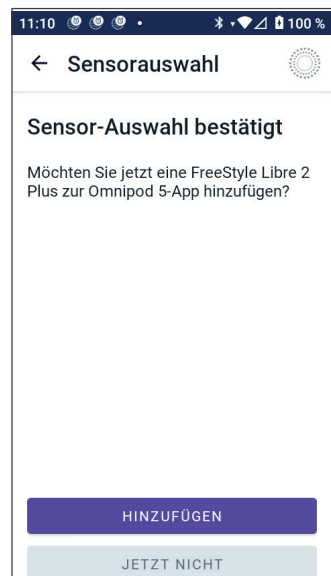 11:10 100 %
Sensorauswahl
Sensor-Auswahl bestätigt
Möchten Sie jetzt eine FreeStyle Libre 2
Plus zur Omnipod 5-App hinzufügen?
HINZUFÜGEN
JETZT NICHT